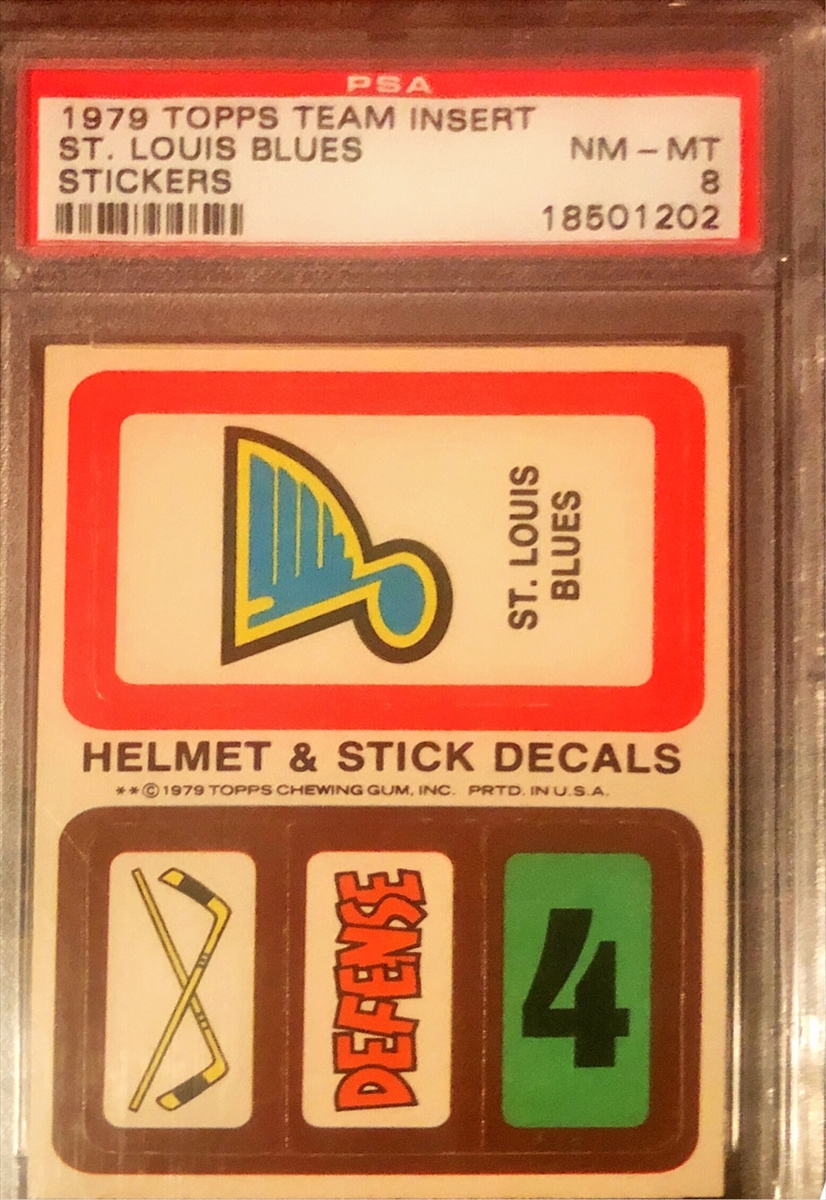 PSA
1979 TOPPS TEAM INSERT
ST. LOUIS BLUES NM - MT
STICKERS 8
18501202
ST. LOUIS
BLUES
HELMET & STICK DECALS
**©1979 TOPPS CHEWING GUM, INC. PRTD. IN U.S.A.
DEFENSE
4